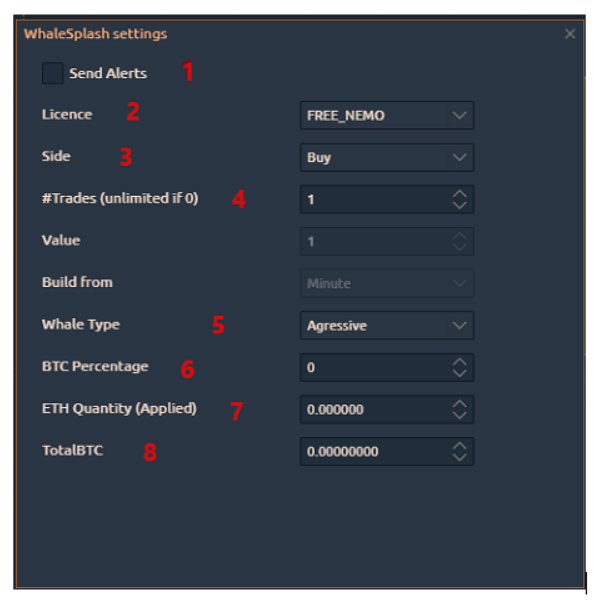 WhaleSplash settings
Send Alerts 1
Licence 2 FREE_NEMO
Side 3 Buy
#Trades (unlimited if 0) 4 1
Value 1
Build from Minute
Whale Type 5 Agressive
BTC Percentage 6 0
ETH Quantity (Applied) 7 0.000000
TotalBTC 8 0.00000000